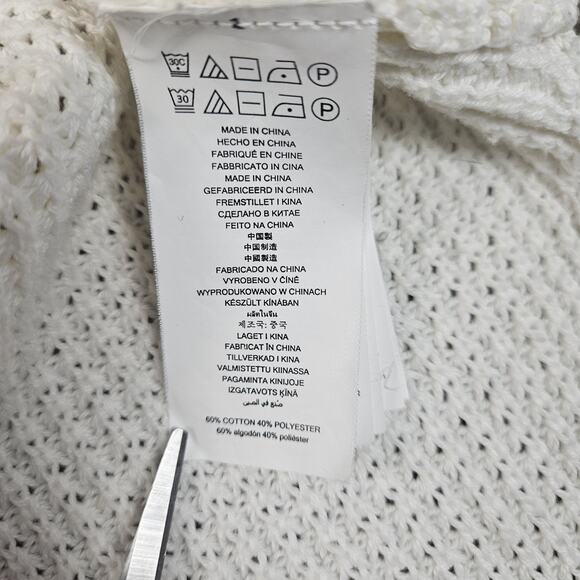 30C P
30 P
MADE IN CHINA
HECHO EN CHINA
FABRIQUÉ EN CHINE
FABBRICATO IN CINA
MADE IN CHINA
GEFABRICEERD IN CHINA
FREMSTILLET I KINA
СДЕЛАНО В КИТАЕ
FEITO NA CHINA
中国製
中国制造
中國製造
FABRICADO NA CHINA
VYROBENO V ČÍNĚ
WYPRODUKOWANO W CHINACH
KÉSZÜLT KÍNÁBAN
ผลิตในจีน
제조국: 중국
LAGET I KINA
FABRICAT ÎN CHINA
TILLVERKAD I KINA
VALMISTETTU KIINASSA
PAGAMINTA KINIJOJE
IZGATAVOTS ĶĪNĀ
صنع في الصين
60% COTTON 40% POLYESTER
60% algodón 40% poliéster